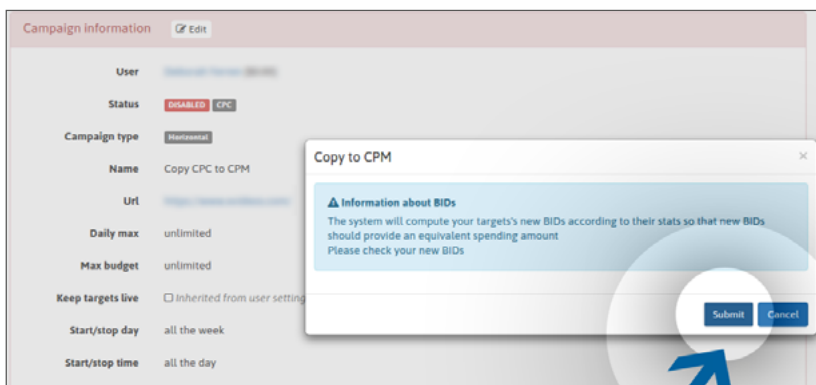 Campaign information Edit
User
Status DISABLED CPC
Campaign type Horizontal
Name Copy CPC to CPM
Url
Daily max unlimited
Max budget unlimited
Keep targets live Inherited from user setting
Start/stop day all the week
Start/stop time all the day
Copy to CPM ×
Information about BIDs
The system will compute your targets's new BIDs according to their stats so that new BIDs
should provide an equivalent spending amount
Please check your new BIDs
Submit Cancel